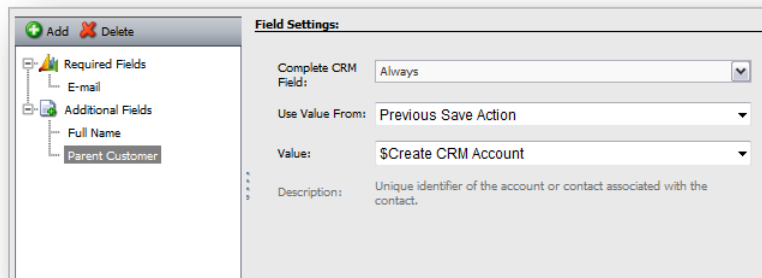 Add Delete
Required Fields
E-mail
Additional Fields
Full Name
Parent Customer
Field Settings:
Complete CRM
Field:
Always
Use Value From:
Previous Save Action
Value:
$Create CRM Account
Description:
Unique identifier of the account or contact associated with the
contact.